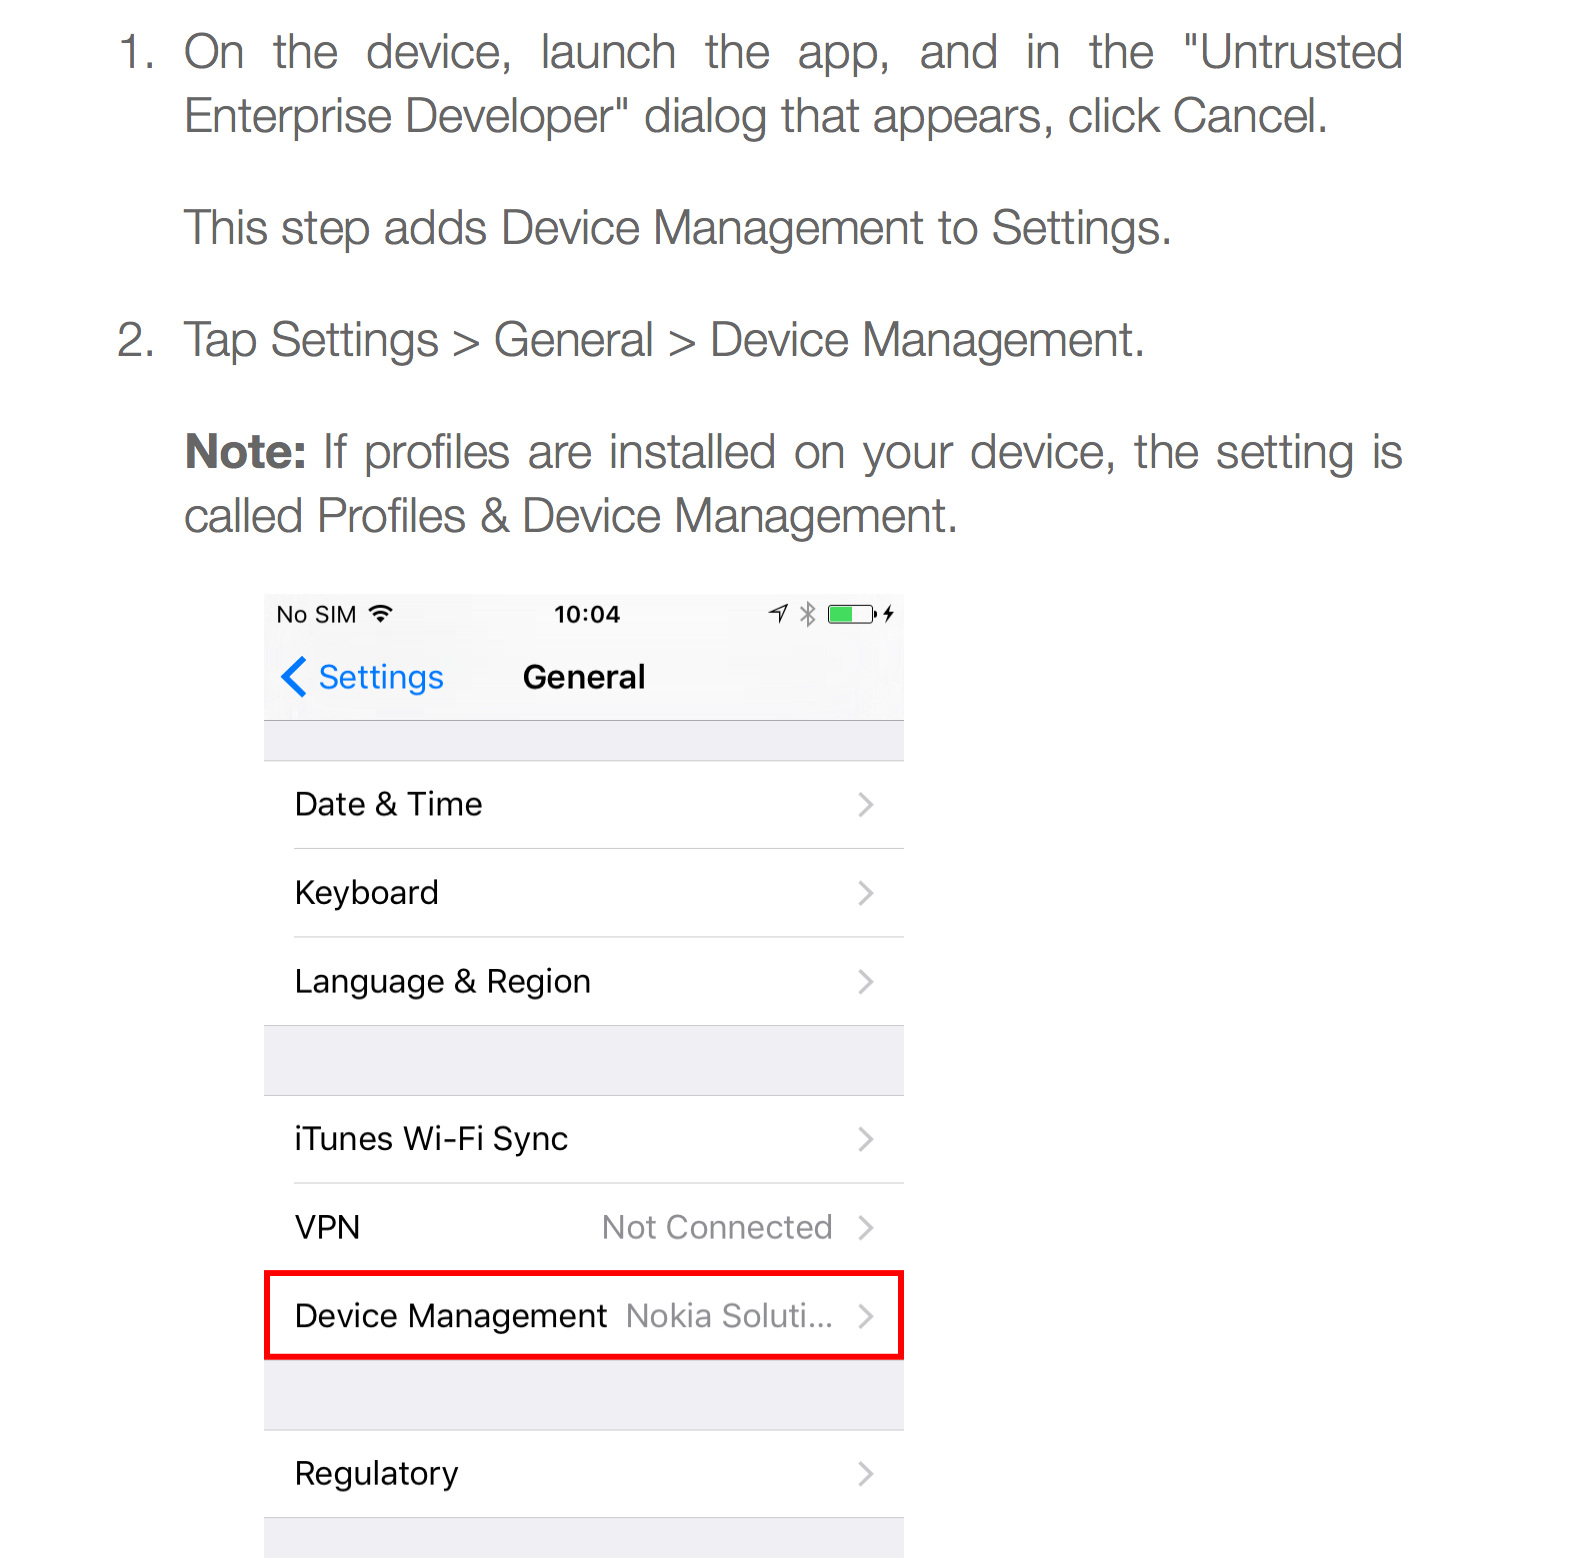 1. On the device, launch the app, and in the "Untrusted
Enterprise Developer" dialog that appears, click Cancel.
This step adds Device Management to Settings.
2. Tap Settings > General > Device Management.
Note: If profiles are installed on your device, the setting is
called Profiles & Device Management.
No SIM 10:04
Settings General
Date & Time
Keyboard
Language & Region
iTunes Wi-Fi Sync
VPN Not Connected
Device Management Nokia Soluti...
Regulatory